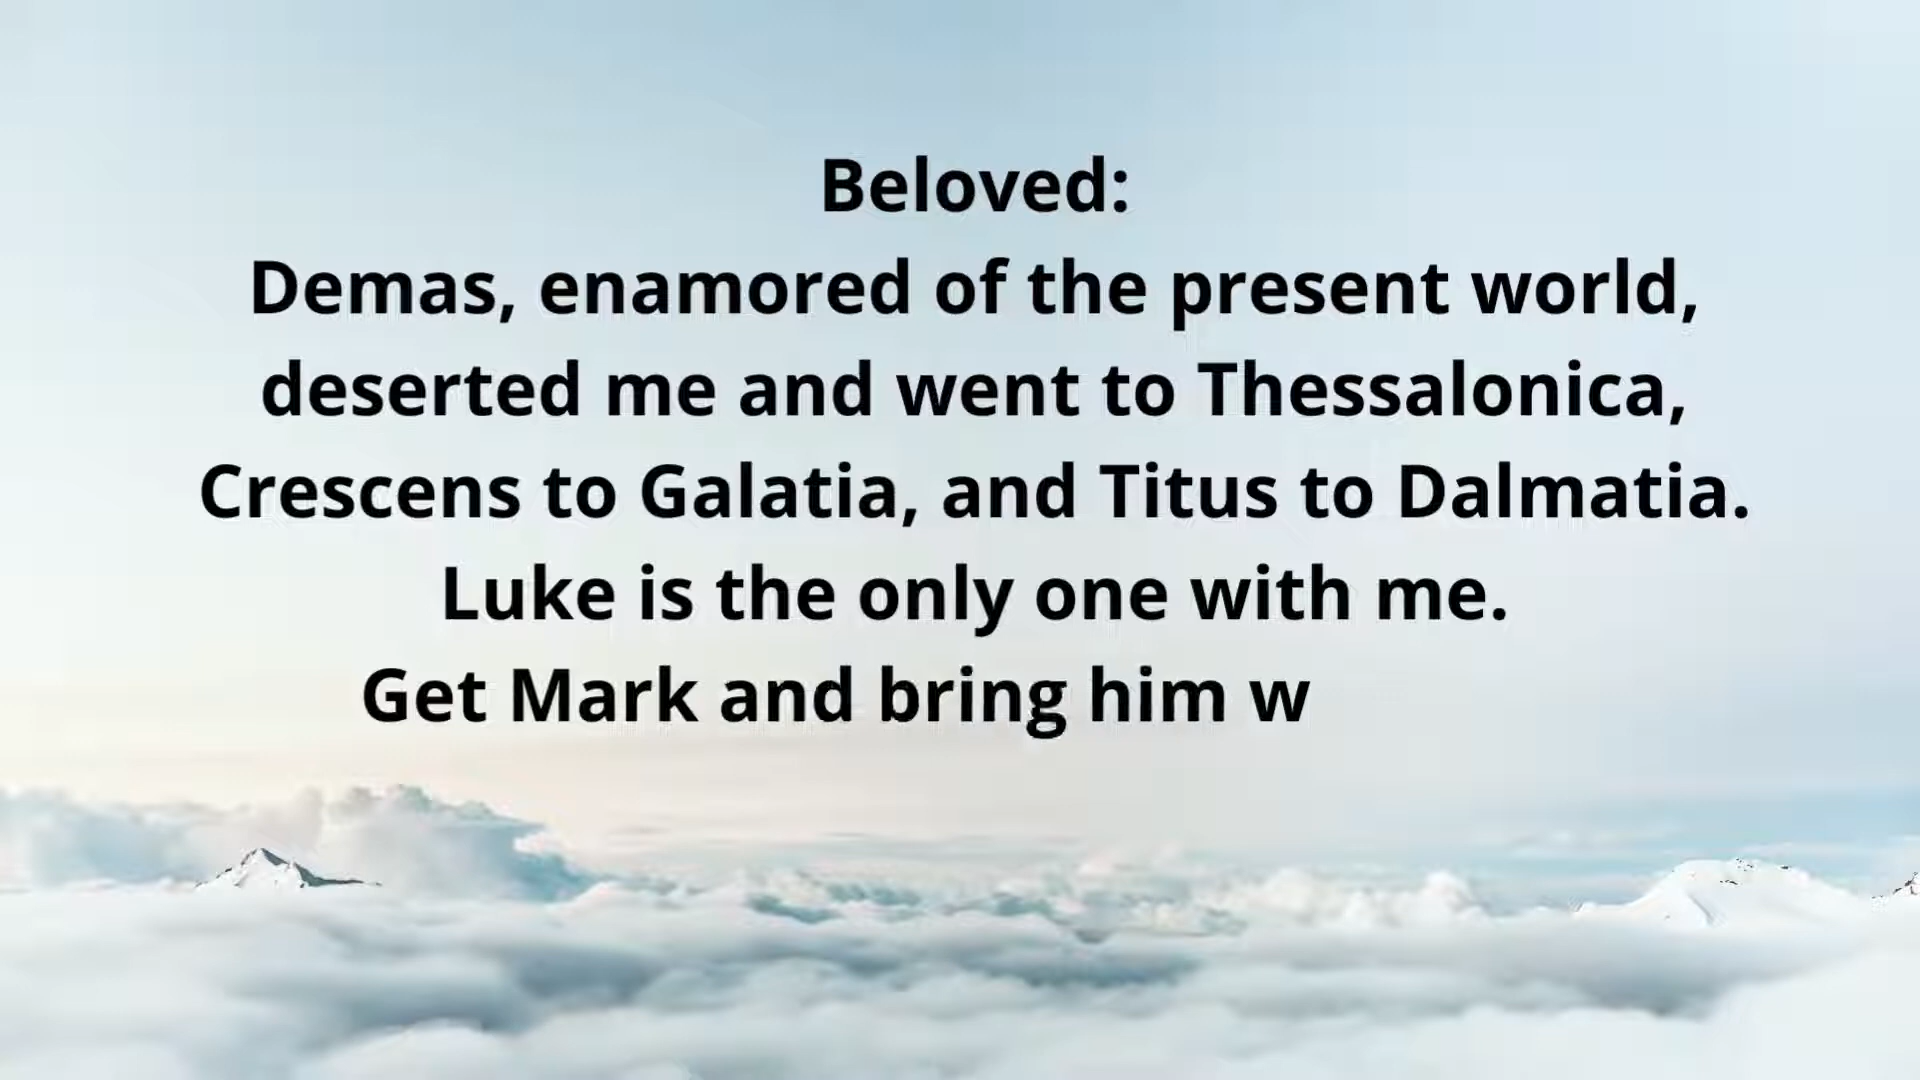 Beloved:
Demas, enamored of the present world,
deserted me and went to Thessalonica,
Crescens to Galatia, and Titus to Dalmatia.
Luke is the only one with me.
Get Mark and bring him w